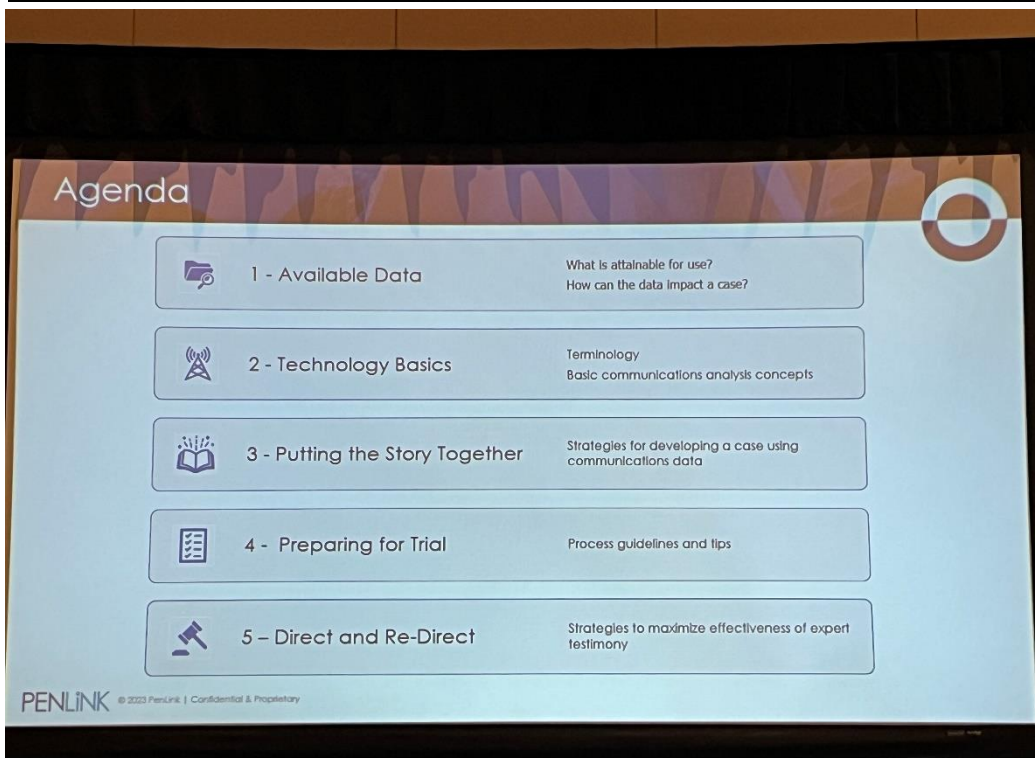 Agenda
1 - Available Data
What is attainable for use?
How can the data impact a case?
2 - Technology Basics
Terminology
Basic communications analysis concepts
3 - Putting the Story Together
Strategies for developing a case using
communications data
4 - Preparing for Trial
Process guidelines and tips
5 – Direct and Re-Direct
Strategies to maximize effectiveness of expert
testimony
PENLiNK © 2023 PenLink | Confidential & Proprietary